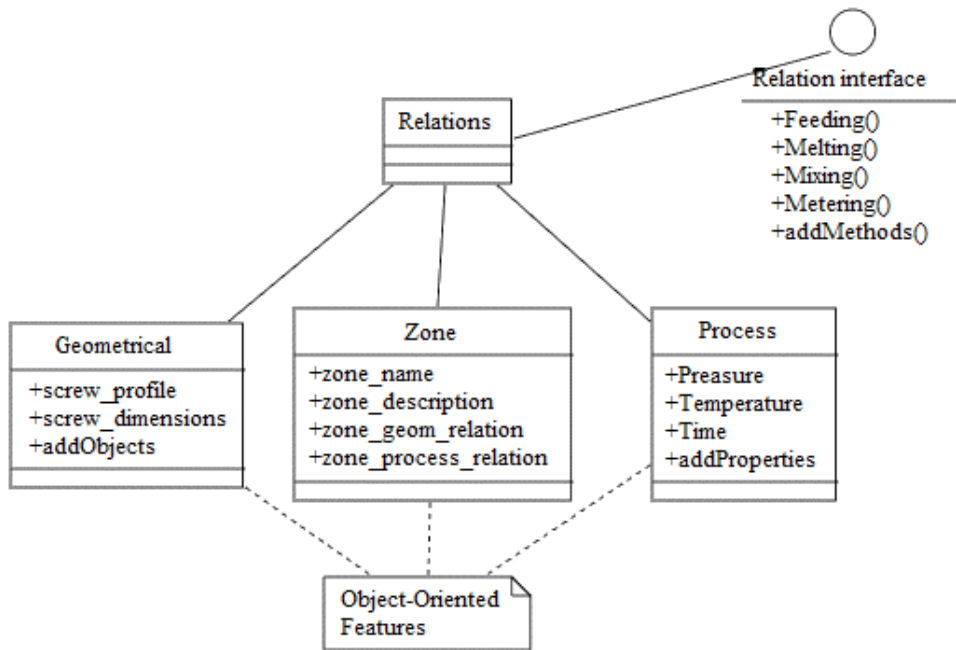 Relation interface
+Feeding()
+Melting()
+Mixing()
+Metering()
+addMethods()
Relations
Geometrical
+screw_profile
+screw_dimensions
+addObjects
Zone
+zone_name
+zone_description
+zone_geom_relation
+zone_process_relation
Process
+Preasure
+Temperature
+Time
+addProperties
Object-Oriented
Features